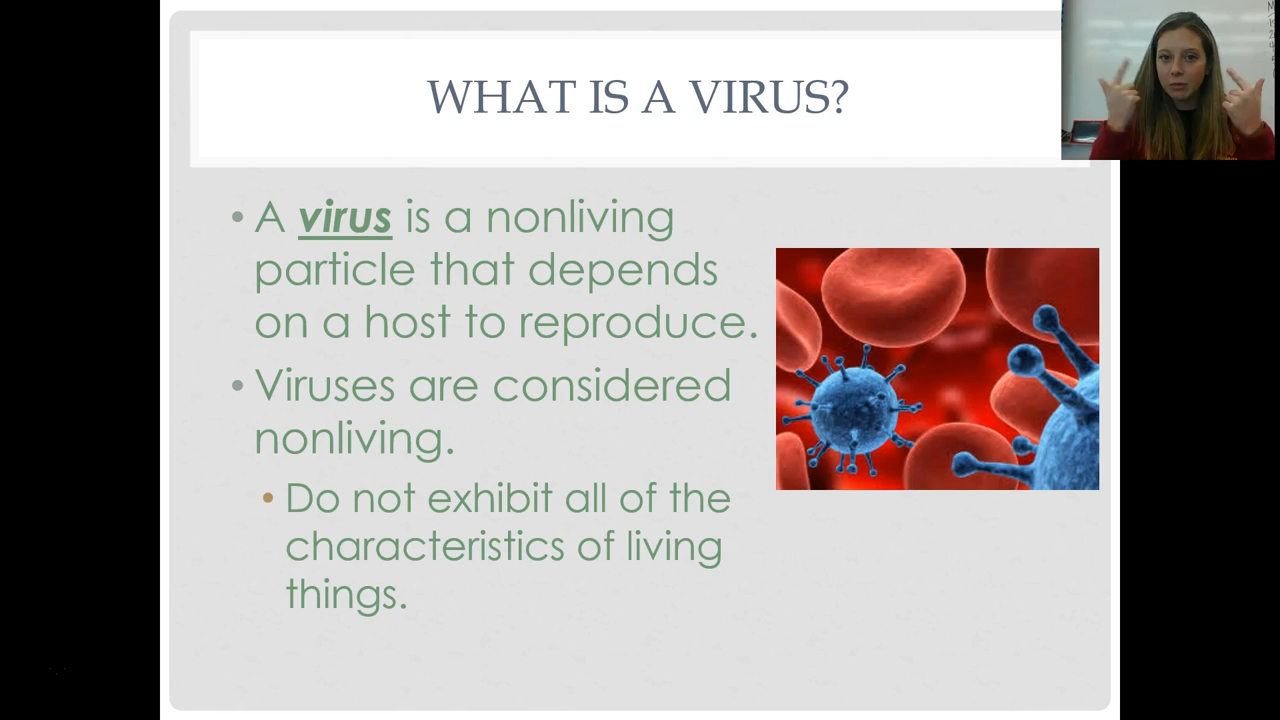 WHAT IS A VIRUS?
• A virus is a nonliving
particle that depends
on a host to reproduce.
• Viruses are considered
nonliving.
• Do not exhibit all of the
characteristics of living
things.